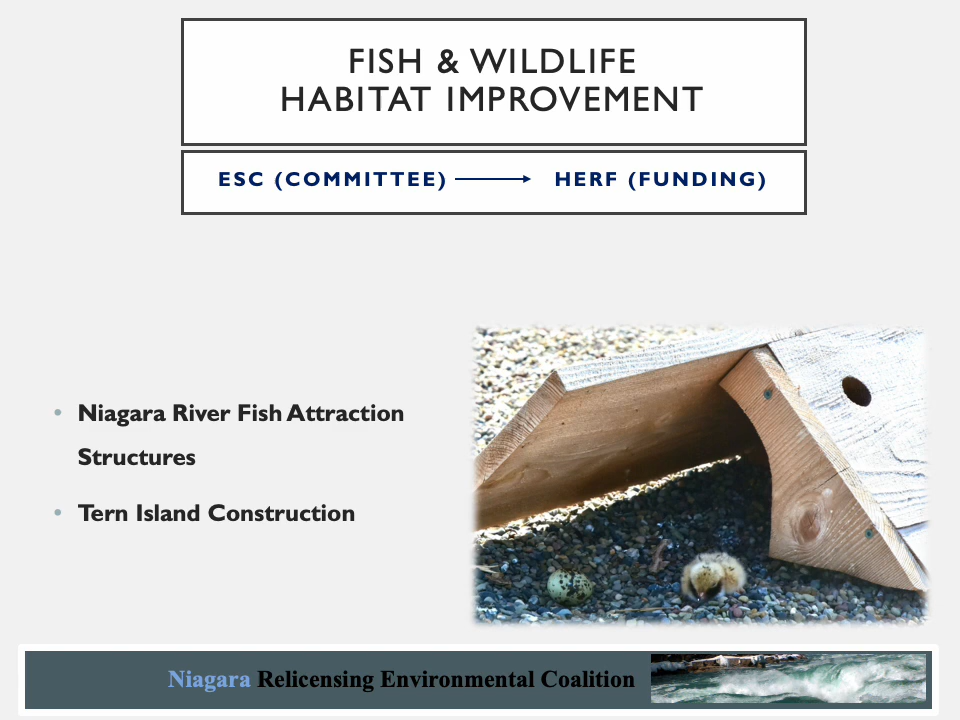 FISH & WILDLIFE
HABITAT IMPROVEMENT
ESC (COMMITTEE) HERF (FUNDING)
• Niagara River Fish Attraction
Structures
• Tern Island Construction
Niagara Relicensing Environmental Coalition